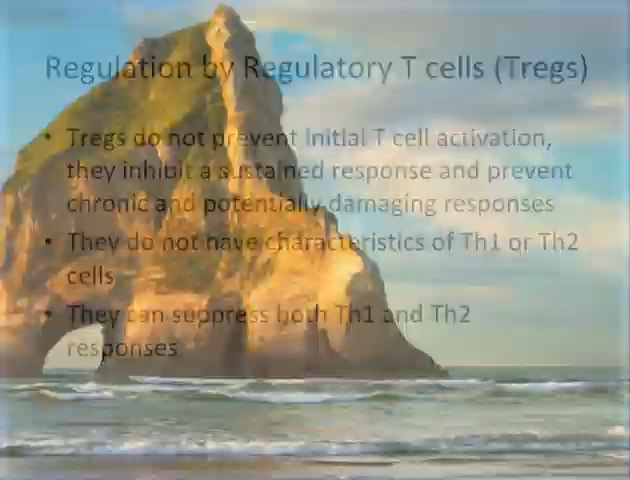 Regulation by Regulatory T cells (Tregs)
• Tregs do not prevent initial T cell activation,
they inhibit a sustained response and prevent
chronic and potentially damaging responses
• They do not have characteristics of Th1 or Th2
cells
• They can suppress both Th1 and Th2
responses